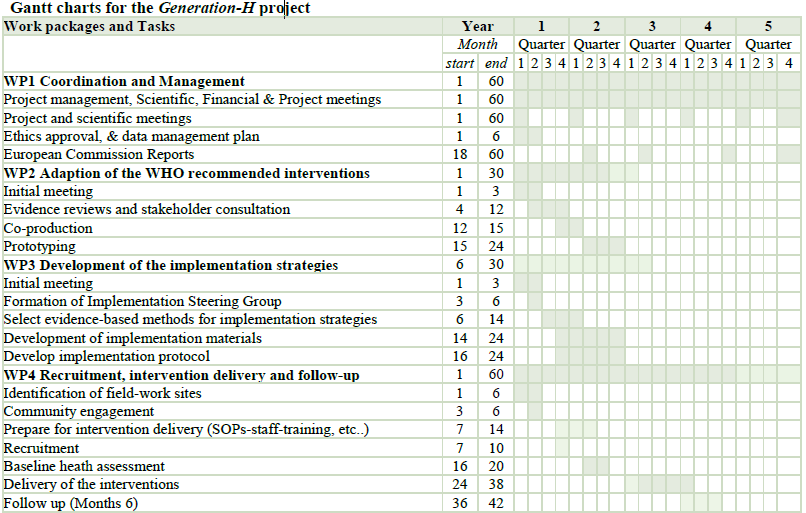 Gantt charts for the Generation-H project
Work packages and Tasks Year 1 2 3 4 5
Month Quarter Quarter Quarter Quarter Quarter
start end 1 2 3 4 1 2 3 4 1 2 3 4 1 2 3 4 1 2 3 4
WP1 Coordination and Management 1 60
Project management, Scientific, Financial & Project meetings 1 60
Project and scientific meetings 1 60
Ethics approval, & data management plan 1 6
European Commission Reports 18 60
WP2 Adaption of the WHO recommended interventions 1 30
Initial meeting 1 3
Evidence reviews and stakeholder consultation 4 12
Co-production 12 15
Prototyping 15 24
WP3 Development of the implementation strategies 6 30
Initial meeting 1 3
Formation of Implementation Steering Group 3 6
Select evidence-based methods for implementation strategies 6 14
Development of implementation materials 14 24
Develop implementation protocol 16 24
WP4 Recruitment, intervention delivery and follow-up 1 60
Identification of field-work sites 1 6
Community engagement 3 6
Prepare for intervention delivery (SOPs-staff-training, etc..) 7 14
Recruitment 7 10
Baseline heath assessment 16 20
Delivery of the interventions 24 38
Follow up (Months 6) 36 42